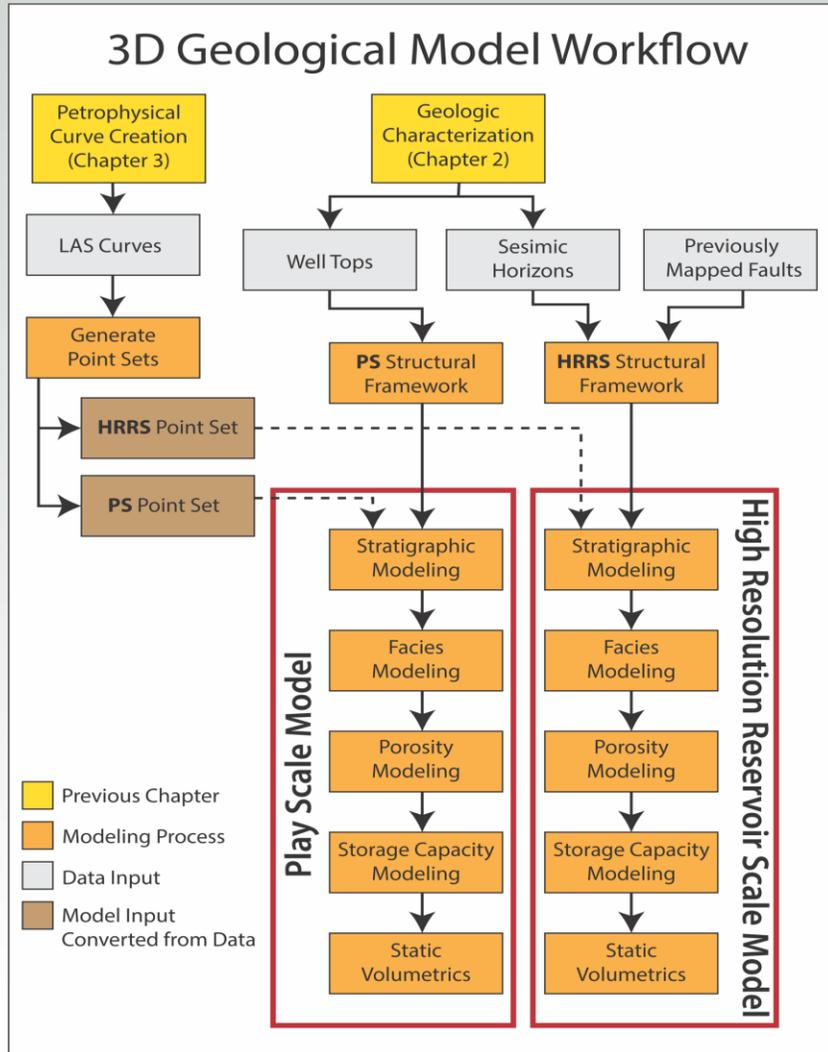 3D Geological Model Workflow
Petrophysical
Curve Creation
(Chapter 3)
Geologic
Characterization
(Chapter 2)
LAS Curves
Well Tops
Sesimic
Horizons
Previously
Mapped Faults
Generate
Point Sets
PS Structural
Framework
HRRS Structural
Framework
HRRS Point Set
PS Point Set
Play Scale Model
Stratigraphic
Modeling
Facies
Modeling
Porosity
Modeling
Storage Capacity
Modeling
Static
Volumetrics
High Resolution Reservoir Scale Model
Stratigraphic
Modeling
Facies
Modeling
Porosity
Modeling
Storage Capacity
Modeling
Static
Volumetrics
Previous Chapter
Modeling Process
Data Input
Model Input
Converted from Data